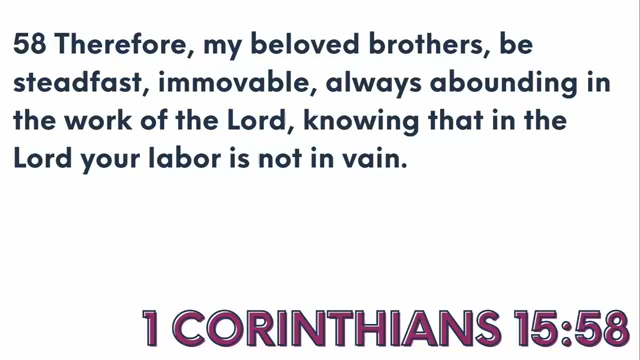 58 Therefore, my beloved brothers, be
steadfast, immovable, always abounding in
the work of the Lord, knowing that in the
Lord your labor is not in vain.
1 CORINTHIANS 15:58